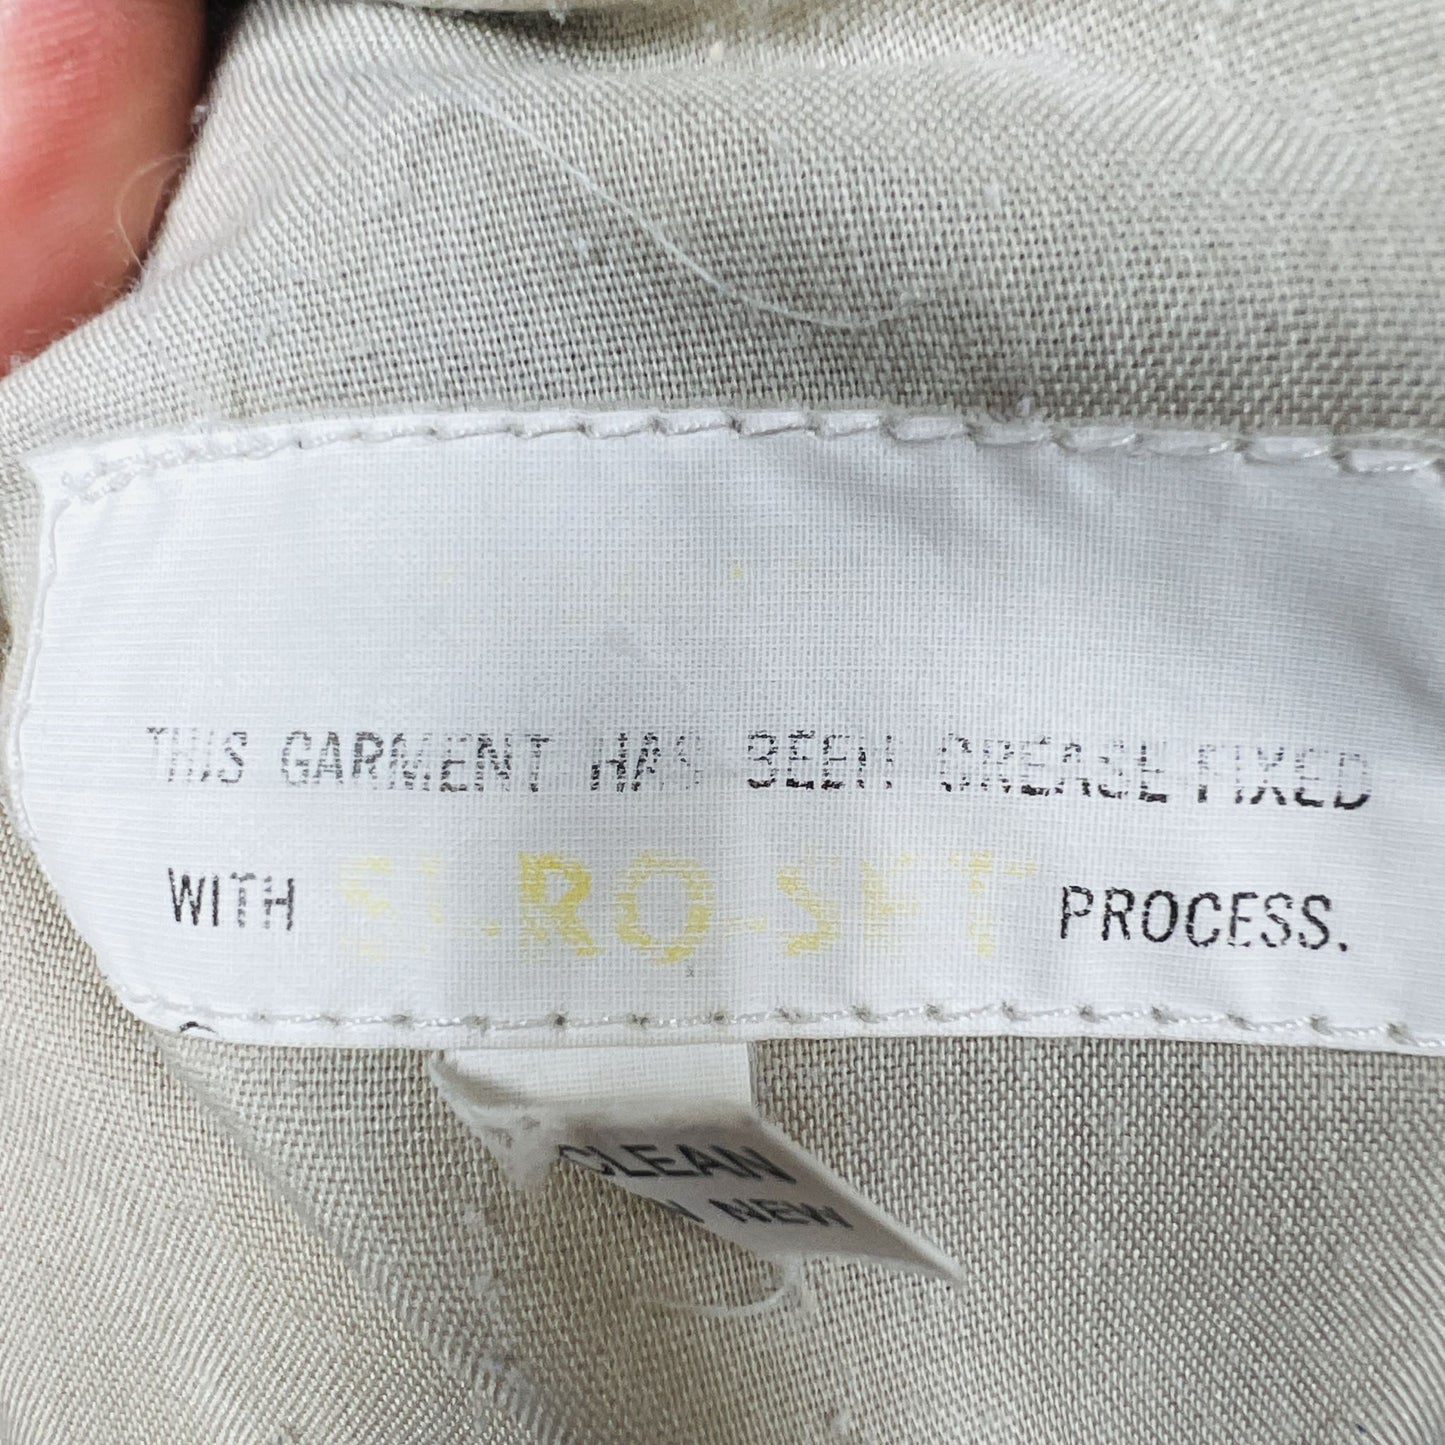 THIS GARMENT HAS BEEN CREASE FIXED
WITH SI-RO-SET PROCESS.
CLEAN
NEW